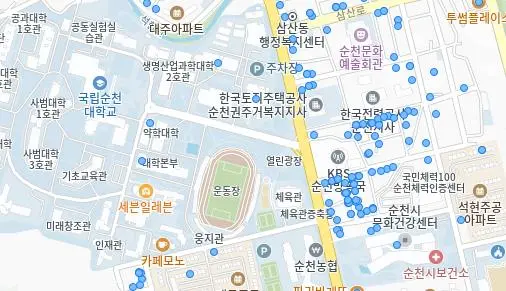 공과대학
1호관
공동실험실
습관
대주아파트
삼산동
행정복지센터
삼산로
투썸플레이스
순천문화
예술회관
생명산업과학대학
2호관
주차장
국립순천
대학교
사범대학
1호관
한국토지주택공사
순천권주거복지지사
한국전력공사
순천지사
약학대학
사범대학
3호관
대학본부
기초교육관
열린광장
KBS
순천방송국
국민체력100
순천체력인증센터
운동장
체육관
체육관증축
세븐일레븐
미래창조관
인재관
웅지관
카페모노
순천시
문화건강센터
석현주공
아파트
순천농협
순천시보건소